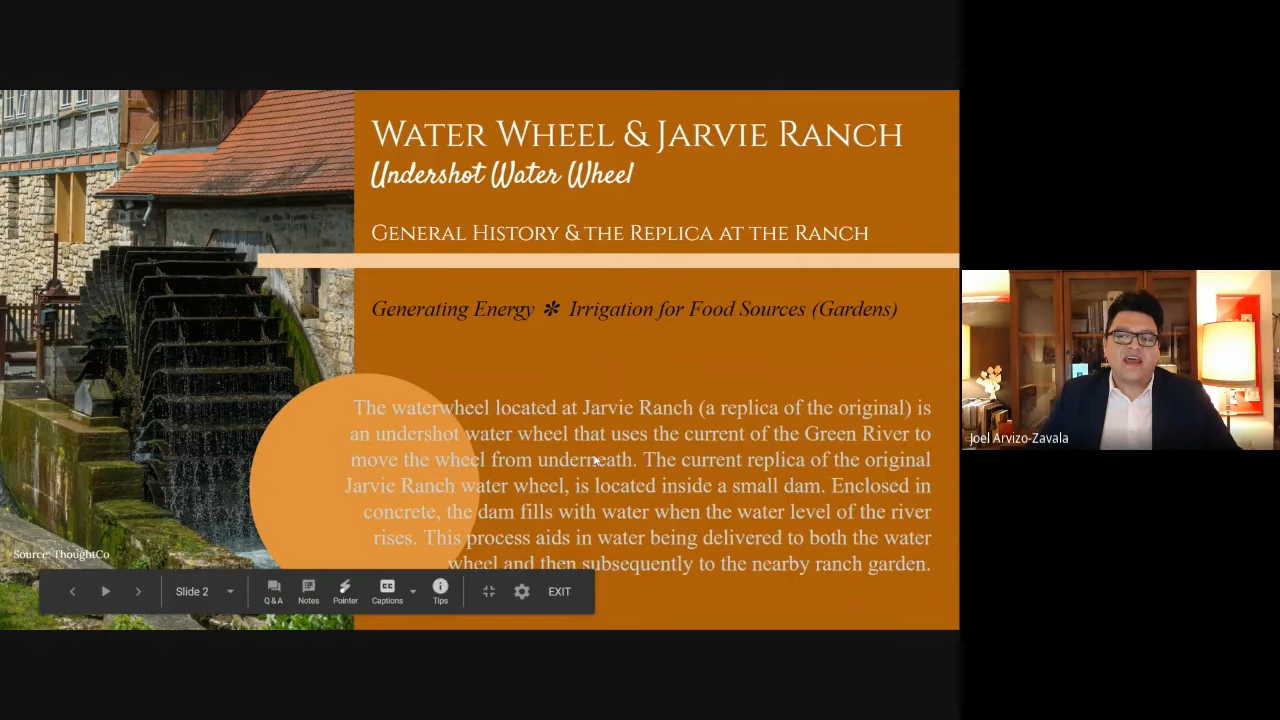 WATER WHEEL & JARVIE RANCH
Undershot Water Wheel
GENERAL HISTORY & THE REPLICA AT THE RANCH
Generating Energy ✻ Irrigation for Food Sources (Gardens)
The waterwheel located at Jarvie Ranch (a replica of the original) is
an undershot water wheel that uses the current of the Green River to
move the wheel from underneath. The current replica of the original
Jarvie Ranch water wheel, is located inside a small dam. Enclosed in
concrete, the dam fills with water when the water level of the river
rises. This process aids in water being delivered to both the water
wheel and then subsequently to the nearby ranch garden.
Source: ThoughtCo
Slide 2
Q & A
Notes
Pointer
CC
Captions
Tips
EXIT
Joel Arvizo-Zavala